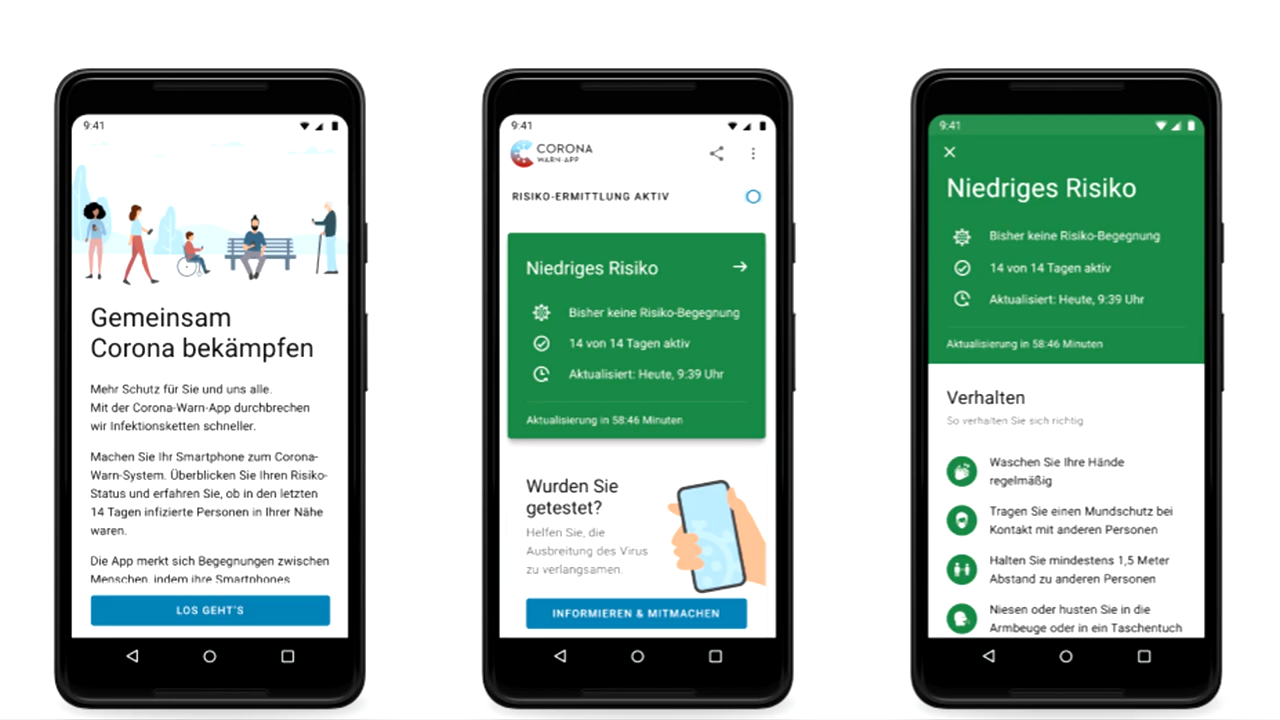 9:41
Gemeinsam
Corona bekämpfen
Mehr Schutz für Sie und uns alle.
Mit der Corona-Warn-App durchbrechen
wir Infektionsketten schneller.
Machen Sie Ihr Smartphone zum Corona-
Warn-System. Überblicken Sie Ihren Risiko-
Status und erfahren Sie, ob in den letzten
14 Tagen infizierte Personen in Ihrer Nähe
waren.
Die App merkt sich Begegnungen zwischen
Menschen, indem ihre Smartphones
LOS GEHT'S
9:41
CORONA
WARN-APP
RISIKO-ERMITTLUNG AKTIV
Niedriges Risiko
Bisher keine Risiko-Begegnung
14 von 14 Tagen aktiv
Aktualisiert: Heute, 9:39 Uhr
Aktualisierung in 58:46 Minuten
Wurden Sie
getestet?
Helfen Sie, die
Ausbreitung des Virus
zu verlangsamen.
INFORMIEREN & MITMACHEN
9:41
Niedriges Risiko
Bisher keine Risiko-Begegnung
14 von 14 Tagen aktiv
Aktualisiert: Heute, 9:39 Uhr
Aktualisierung in 58:46 Minuten
Verhalten
So verhalten Sie sich richtig
Waschen Sie Ihre Hände
regelmäßig
Tragen Sie einen Mundschutz bei
Kontakt mit anderen Personen
Halten Sie mindestens 1,5 Meter
Abstand zu anderen Personen
Niesen oder husten Sie in die
Armbeuge oder in ein Taschentuch